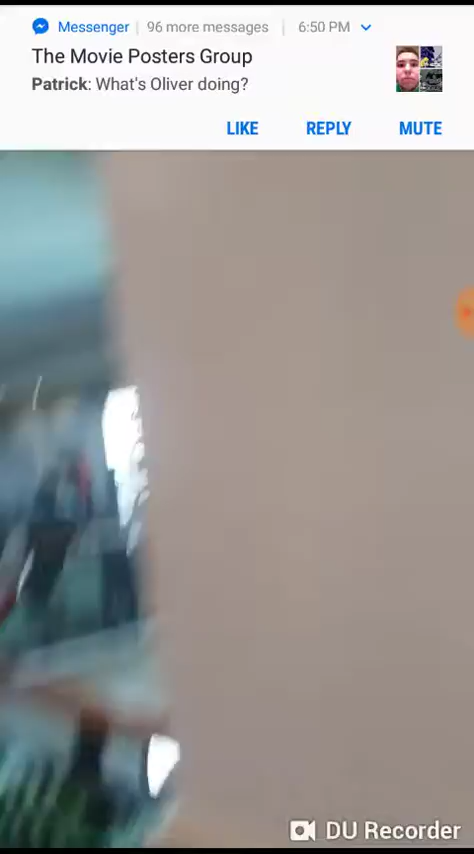 Messenger | 96 more messages | 6:50 PM
The Movie Posters Group
Patrick: What's Oliver doing?
LIKE REPLY MUTE
DU Recorder